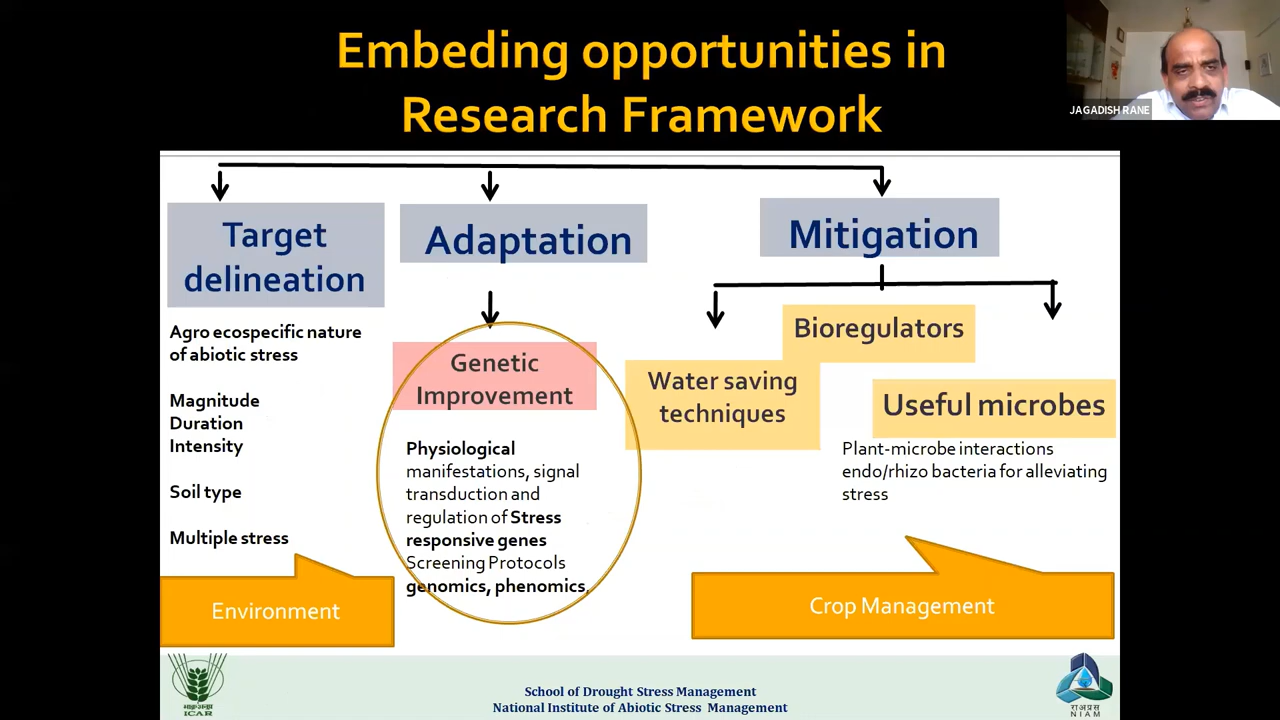 Embeding opportunities in
Research Framework
JAGADISH RANE
Target
delineation
Adaptation
Mitigation
Agro ecospecific nature
of abiotic stress
Magnitude
Duration
Intensity
Soil type
Multiple stress
Environment
Genetic
Improvement
Physiological
manifestations, signal
transduction and
regulation of Stress
responsive genes
Screening Protocols
genomics, phenomics,
Bioregulators
Water saving
techniques
Useful microbes
Plant-microbe interactions
endo/rhizo bacteria for alleviating
stress
Crop Management
ICAR
School of Drought Stress Management
National Institute of Abiotic Stress Management
NIAM